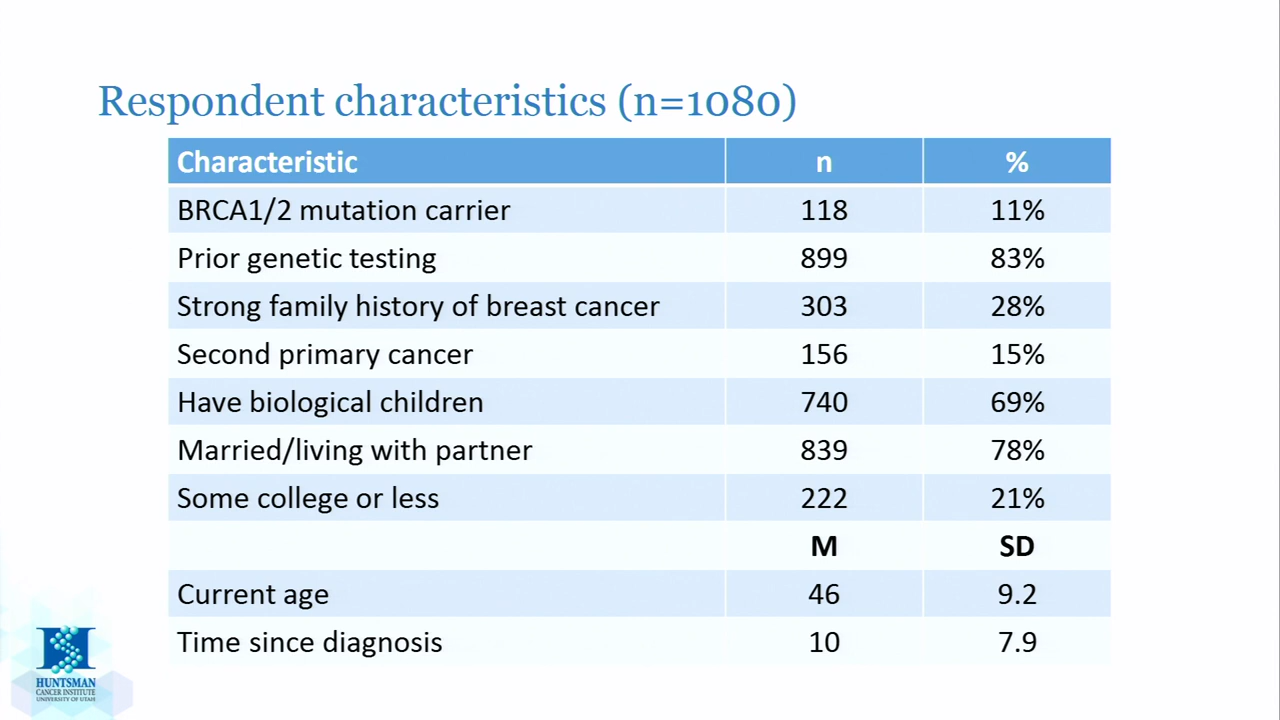 Respondent characteristics (n=1080)
Characteristic n %
BRCA1/2 mutation carrier 118 11%
Prior genetic testing 899 83%
Strong family history of breast cancer 303 28%
Second primary cancer 156 15%
Have biological children 740 69%
Married/living with partner 839 78%
Some college or less 222 21%
M SD
Current age 46 9.2
Time since diagnosis 10 7.9
HUNTSMAN
CANCER INSTITUTE
UNIVERSITY OF UTAH